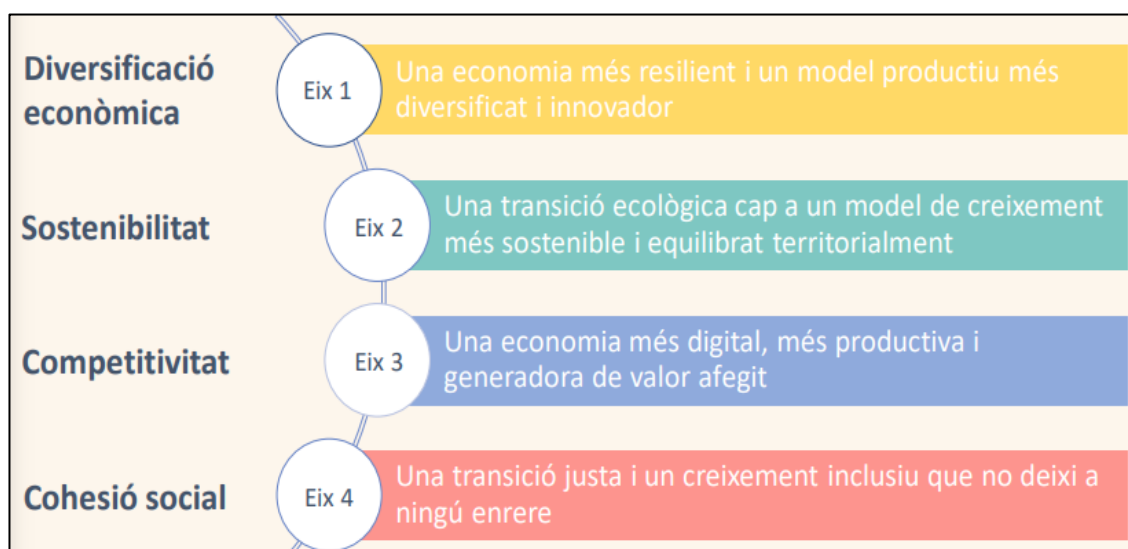 Diversificació
econòmica
Eix 1
Una economia més resilient i un model productiu més
diversificat i innovador
Sostenibilitat
Eix 2
Una transició ecològica cap a un model de creixement
més sostenible i equilibrat territorialment
Competitivitat
Eix 3
Una economia més digital, més productiva i
generadora de valor afegit
Cohesió social
Eix 4
Una transició justa i un creixement inclusiu que no deixi a
ningú enrere